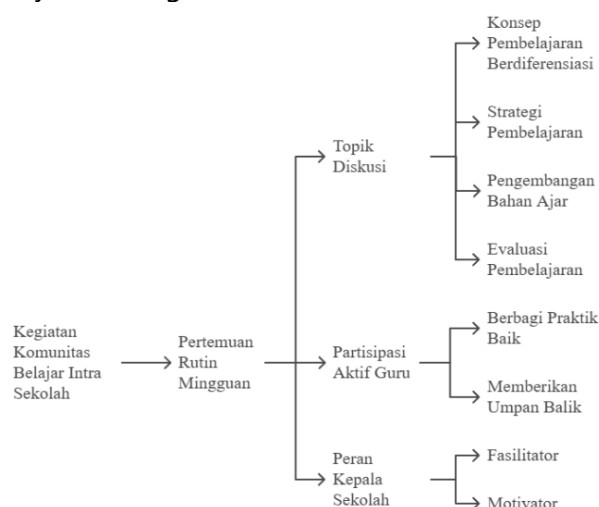 Konsep
Pembelajaran
Berdiferensiasi
Strategi
Pembelajaran
Topik
Diskusi
Pengembangan
Bahan Ajar
Evaluasi
Pembelajaran
Kegiatan
Komunitas
Belajar Intra
Sekolah
Pertemuan
Rutin
Mingguan
Partisipasi
Aktif Guru
Berbagi Praktik
Baik
Memberikan
Umpan Balik
Peran
Kepala
Sekolah
Fasilitator
Motivator